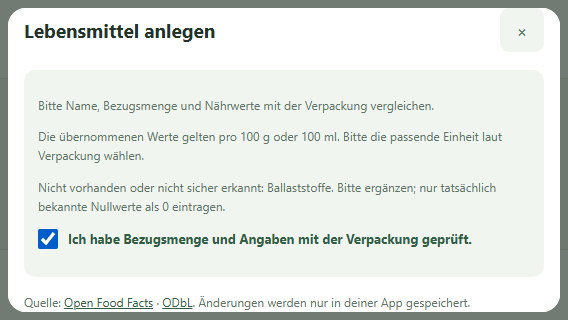 Lebensmittel anlegen
×
Bitte Name, Bezugsmenge und Nährwerte mit der Verpackung vergleichen.
Die übernommenen Werte gelten pro 100 g oder 100 ml. Bitte die passende Einheit laut
Verpackung wählen.
Nicht vorhanden oder nicht sicher erkannt: Ballaststoffe. Bitte ergänzen; nur tatsächlich
bekannte Nullwerte als 0 eintragen.
Ich habe Bezugsmenge und Angaben mit der Verpackung geprüft.
Quelle: Open Food Facts · ODbL. Änderungen werden nur in deiner App gespeichert.